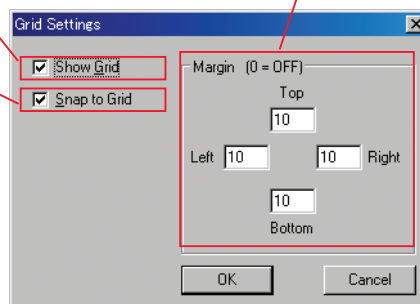 Grid Settings
Show Grid
Snap to Grid
Margin (0 = OFF)
Top
10
Left 10 10 Right
10
Bottom
OK Cancel